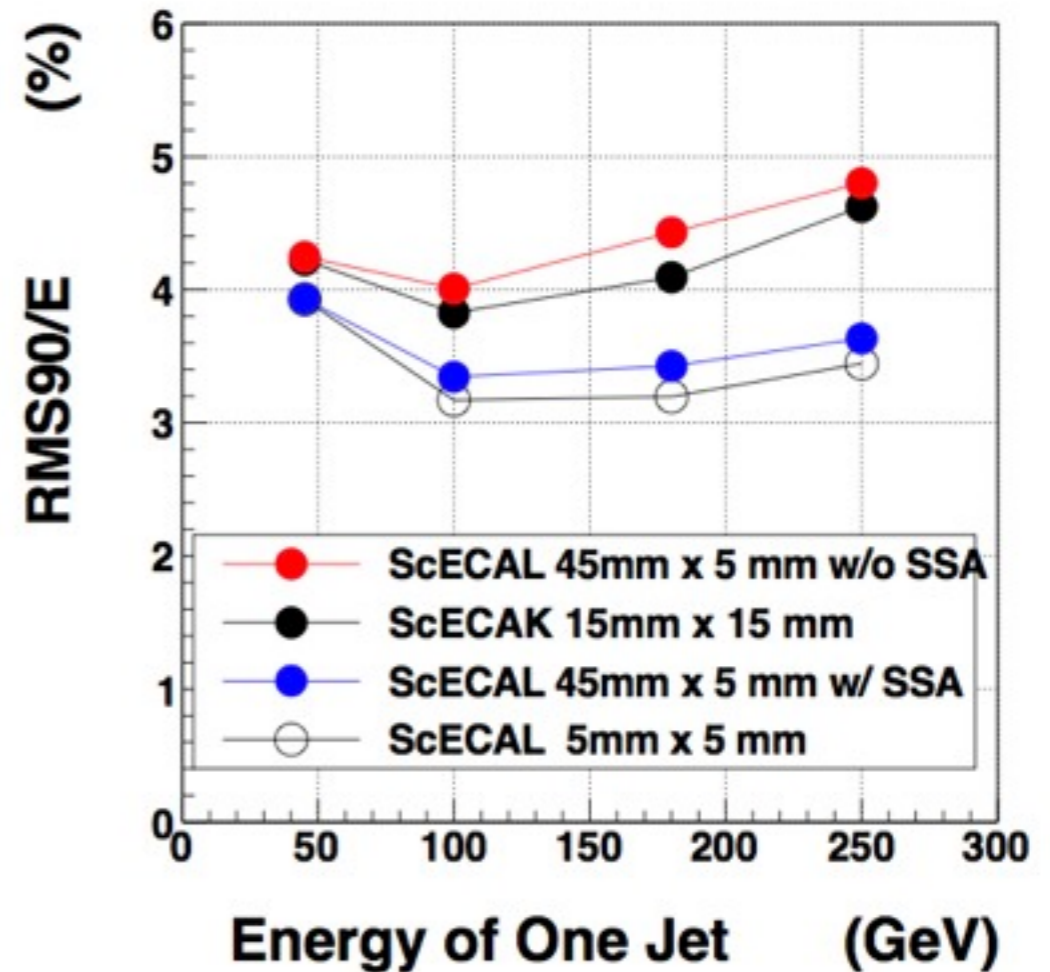 RMS90/E (%)
6
5
4
3
2
1
0
ScECAL 45mm x 5 mm w/o SSA
ScECAK 15mm x 15 mm
ScECAL 45mm x 5 mm w/ SSA
ScECAL 5mm x 5 mm
0 50 100 150 200 250 300
Energy of One Jet (GeV)